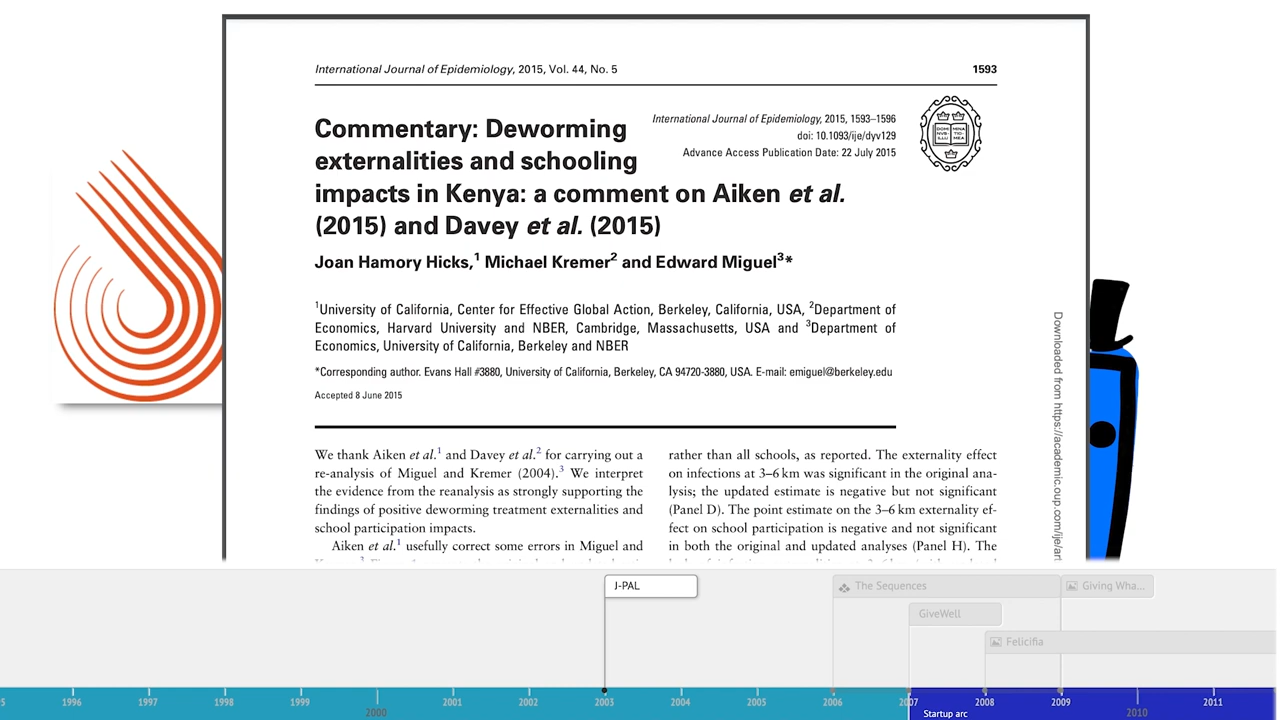 International Journal of Epidemiology, 2015, Vol. 44, No. 5
1593
International Journal of Epidemiology, 2015, 1593–1596
doi: 10.1093/ije/dyv129
Advance Access Publication Date: 22 July 2015
DOMI MINA
NVS TIO
ILLV MEA
Commentary: Deworming
externalities and schooling
impacts in Kenya: a comment on Aiken et al.
(2015) and Davey et al. (2015)
Joan Hamory Hicks,1 Michael Kremer2 and Edward Miguel3*
1University of California, Center for Effective Global Action, Berkeley, California, USA, 2Department of
Economics, Harvard University and NBER, Cambridge, Massachusetts, USA and 3Department of
Economics, University of California, Berkeley and NBER
*Corresponding author. Evans Hall #3880, University of California, Berkeley, CA 94720-3880, USA. E-mail: emiguel@berkeley.edu
Accepted 8 June 2015
We thank Aiken et al.1 and Davey et al.2 for carrying out a
re-analysis of Miguel and Kremer (2004).3 We interpret
the evidence from the reanalysis as strongly supporting the
findings of positive deworming treatment externalities and
school participation impacts.
Aiken et al.1 usefully correct some errors in Miguel and
rather than all schools, as reported. The externality effect
on infections at 3–6 km was significant in the original ana-
lysis; the updated estimate is negative but not significant
(Panel D). The point estimate on the 3–6 km externality ef-
fect on school participation is negative and not significant
in both the original and updated analyses (Panel H). The
Downloaded from https://academic.oup.com/ije/art
J-PAL
The Sequences
Giving Wha...
GiveWell
Felicifia
5
1996
1997
1998
1999
2000
2001
2002
2003
2004
2005
2006
2007
2008
2009
2010
2011
Startup arc